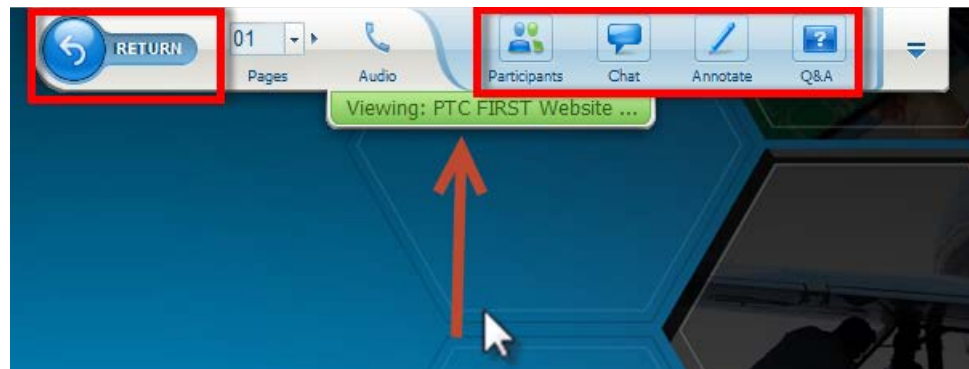 RETURN
01
Pages
Audio
Participants
Chat
Annotate
Q&A
Viewing: PTC FIRST Website ...